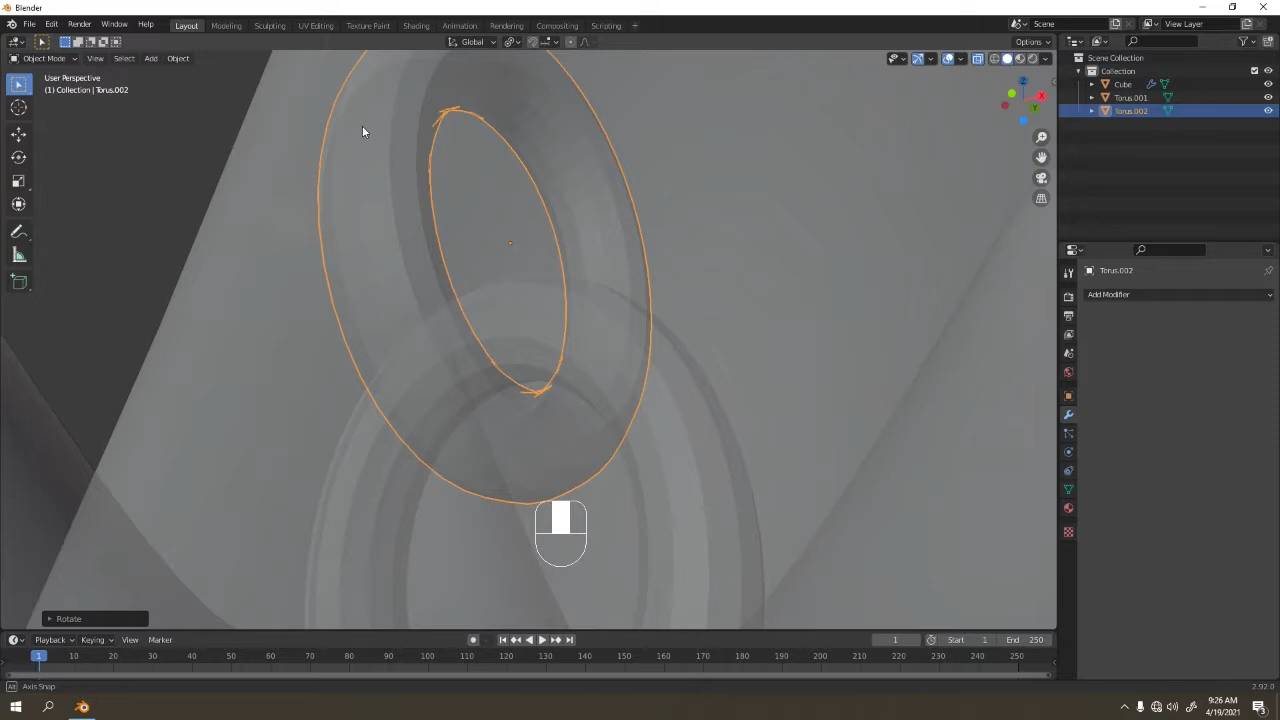 Blender
File Edit Render Window Help
Layout Modeling Sculpting UV Editing Texture Paint Shading Animation Rendering Compositing Scripting +
Scene
View Layer
Global
Options
Object Mode View Select Add Object
User Perspective
(1) Collection | Torus.002
X
Y
Z
Scene Collection
Collection
Cube
Torus.001
Torus.002
Torus.002
Add Modifier
Rotate
Playback Keying View Marker
1
Start 1 End 250
1 10 20 30 40 50 60 70 80 90 100 110 120 130 140 150 160 170 180 190 200 210 220 230 240 250
Alt Axis Snap
2.92.0
9:26 AM
4/19/2021
3